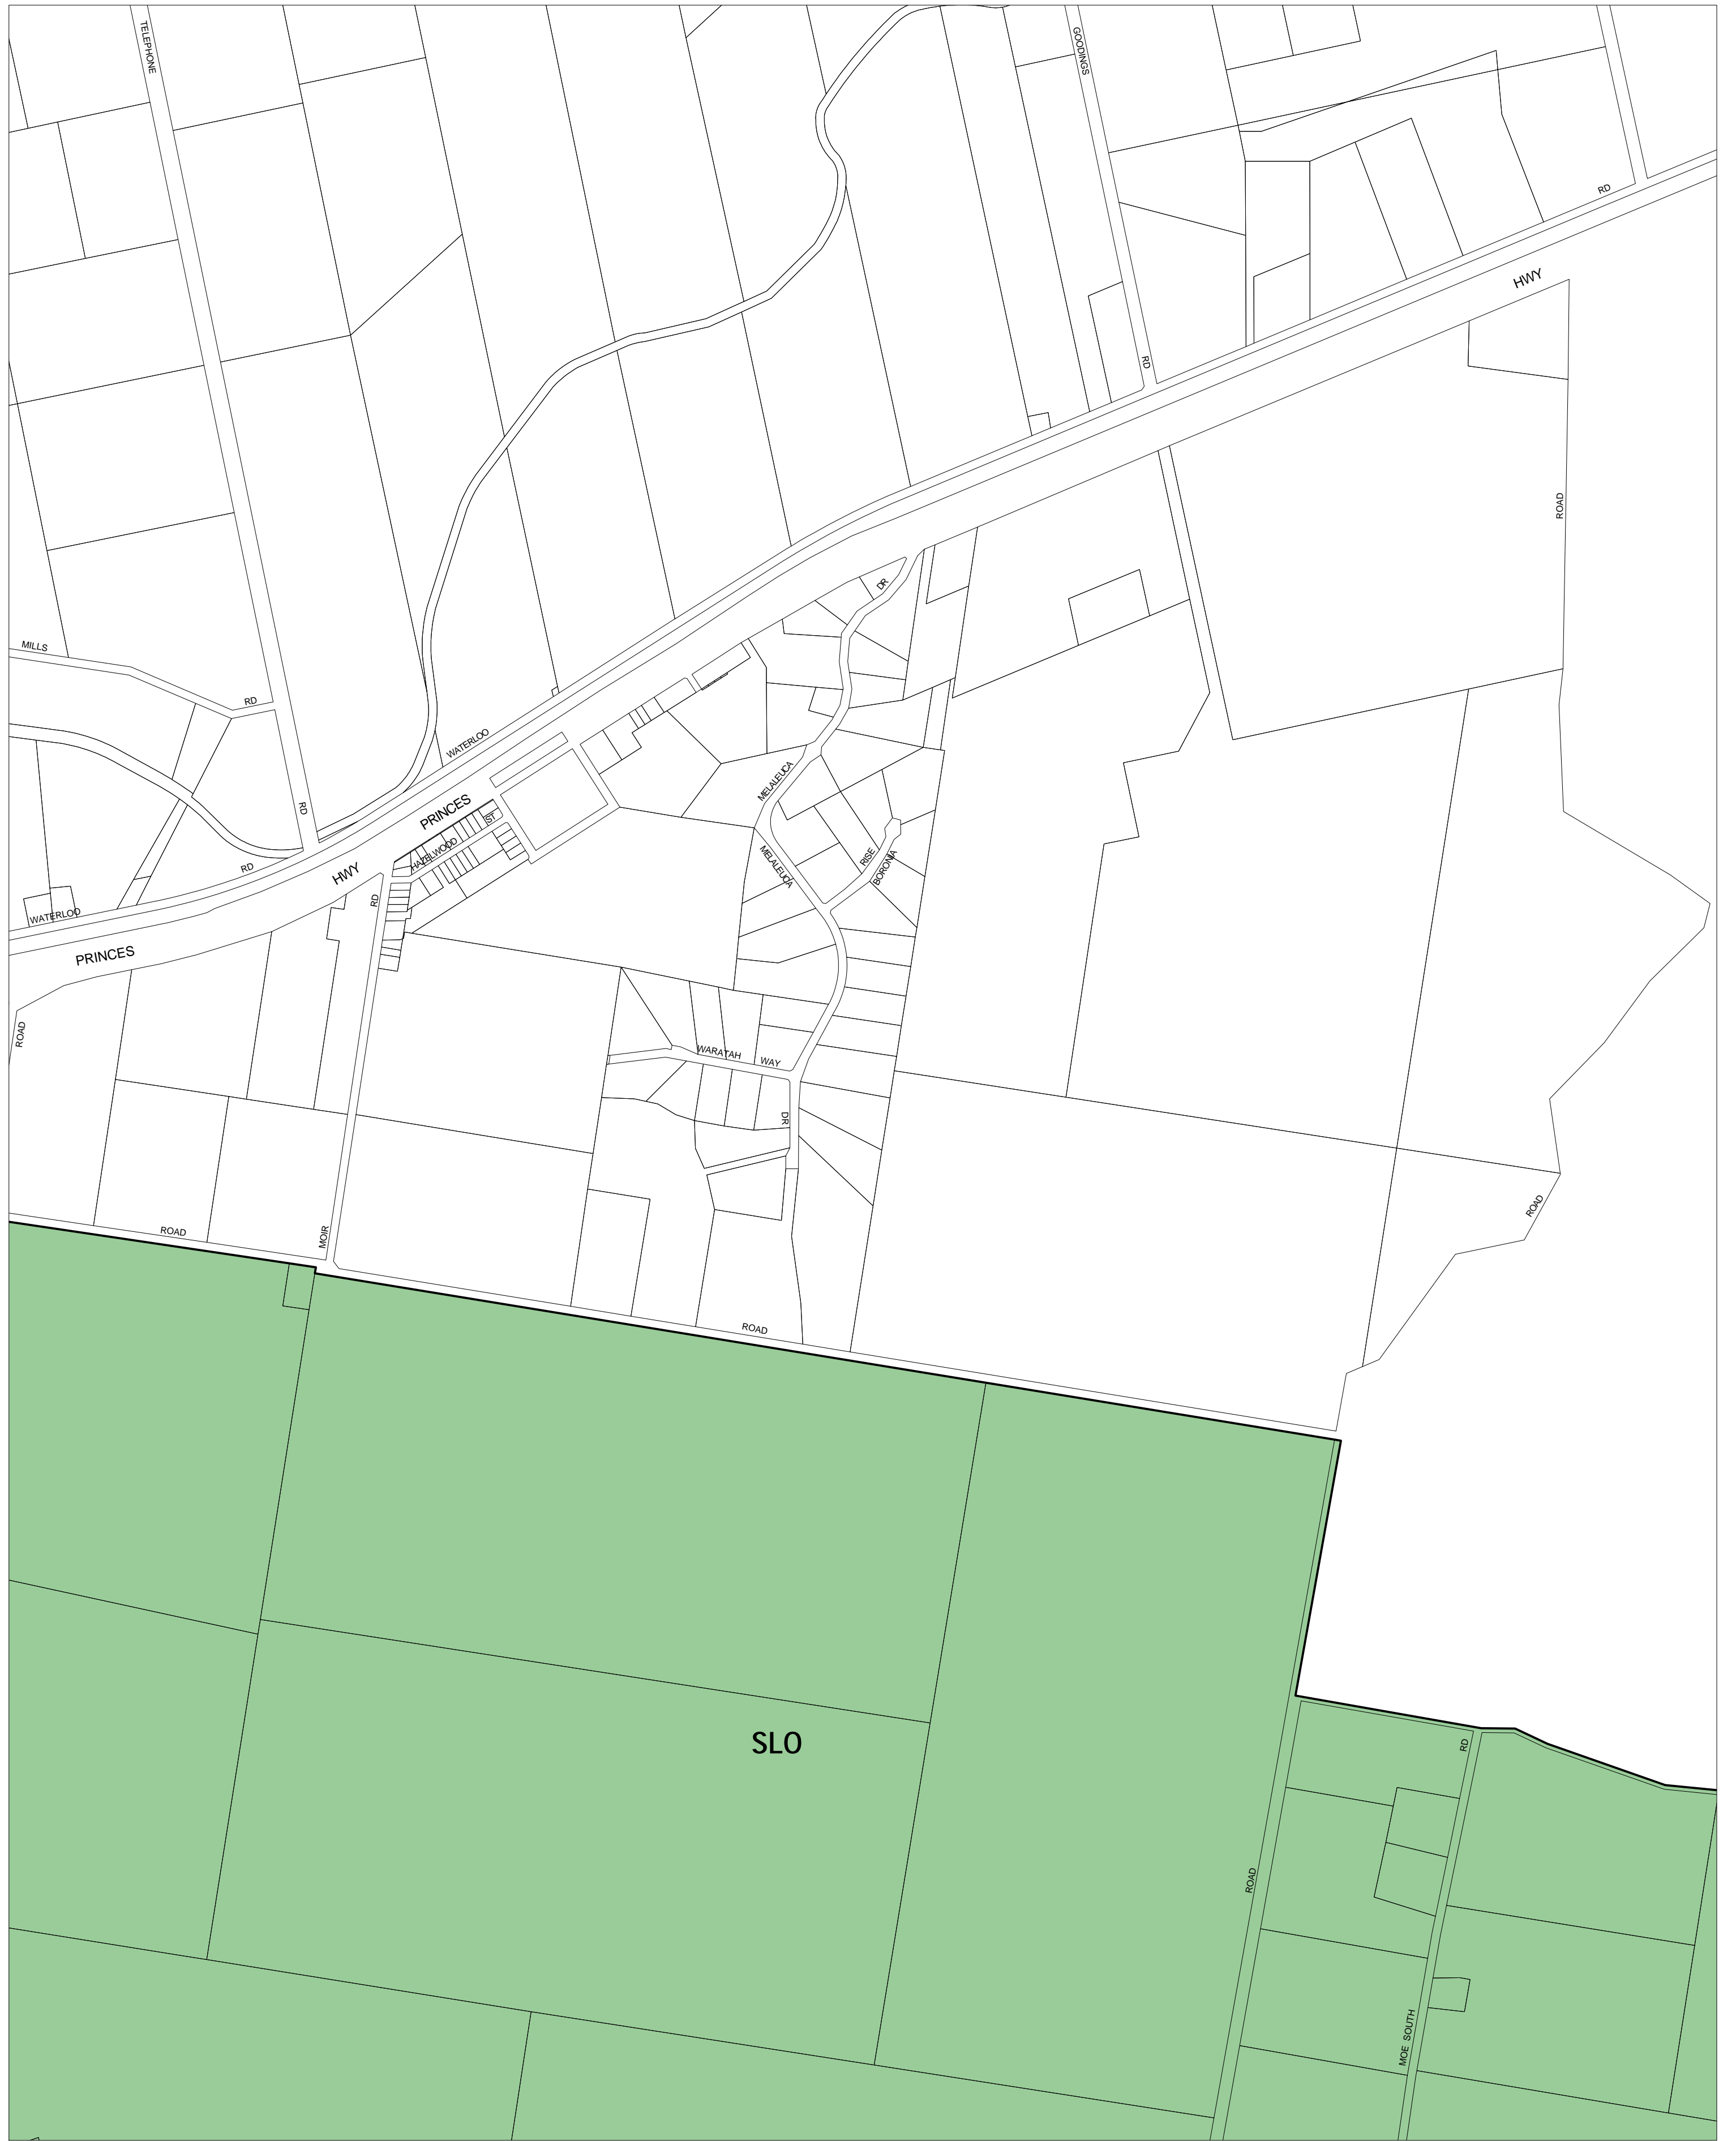 TELEPHONE
GOODINGS
RD
HWY
RD
ROAD
DR
MILLS
RD
WATERLOO
MELALEUCA
RD
PRINCES
ST
HAZELWOOD
RD
HWY
MELALEUCA
RISE
BORONIA
RD
WATERLOO
PRINCES
ROAD
WARATAH WAY
DR
ROAD
ROAD
MOIR
ROAD
SLO
RD
ROAD
MOE SOUTH